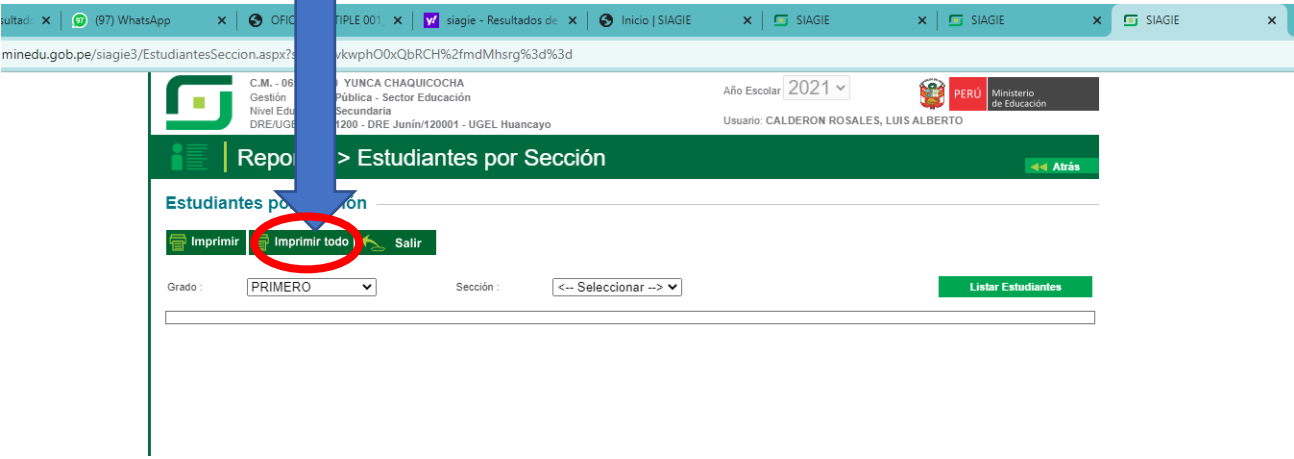 sultad
(97) WhatsApp
OFIC TIPLE 001_
siagie - Resultados de
Inicio | SIAGIE
SIAGIE
SIAGIE
SIAGIE
minedu.gob.pe/siagie3/EstudiantesSeccion.aspx?s vkwphO0xQbRCH%2fmdMhsrg%3d%3d
C.M. - 06 YUNCA CHAQUICOCHA
Gestión Pública - Sector Educación
Nivel Edu Secundaria
DRE/UGE 1200 - DRE Junín/120001 - UGEL Huancayo
Año Escolar 2021
PERÚ Ministerio de Educación
Usuario: CALDERON ROSALES, LUIS ALBERTO
Repo > Estudiantes por Sección
Atrás
Estudiantes po ión
Imprimir Imprimir todo Salir
Grado : PRIMERO Sección : <-- Seleccionar --> Listar Estudiantes